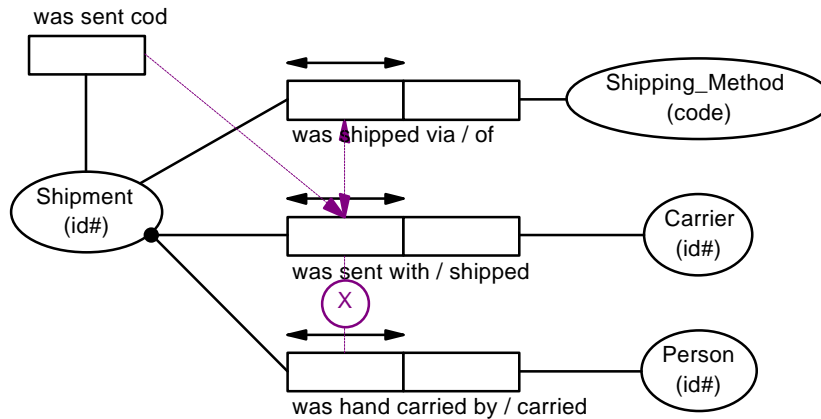 was sent cod
Shipping_Method
(code)
was shipped via / of
Shipment
(id#)
Carrier
(id#)
was sent with / shipped
X
Person
(id#)
was hand carried by / carried